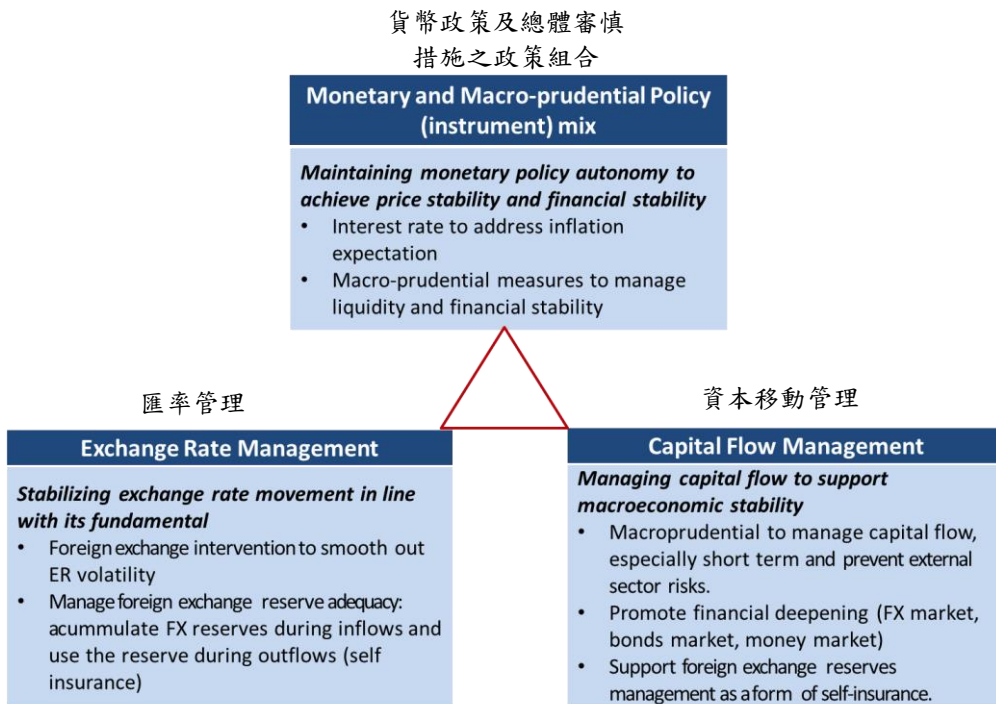 貨幣政策及總體審慎
措施之政策組合
Monetary and Macro-prudential Policy
(instrument) mix
Maintaining monetary policy autonomy to
achieve price stability and financial stability
• Interest rate to address inflation
expectation
• Macro-prudential measures to manage
liquidity and financial stability
匯率管理
Exchange Rate Management
Stabilizing exchange rate movement in line
with its fundamental
• Foreign exchange intervention to smooth out
ER volatility
• Manage foreign exchange reserve adequacy:
acummulate FX reserves during inflows and
use the reserve during outflows (self
insurance)
資本移動管理
Capital Flow Management
Managing capital flow to support
macroeconomic stability
• Macroprudential to manage capital flow,
especially short term and prevent external
sector risks.
• Promote financial deepening (FX market,
bonds market, money market)
• Support foreign exchange reserves
management as a form of self-insurance.